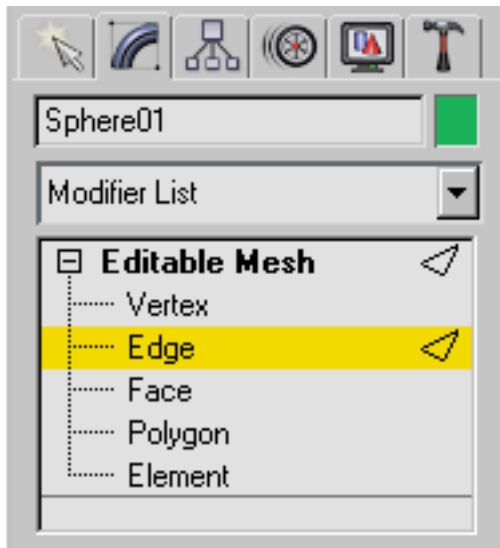 Sphere01
Modifier List
Editable Mesh
Vertex
Edge
Face
Polygon
Element